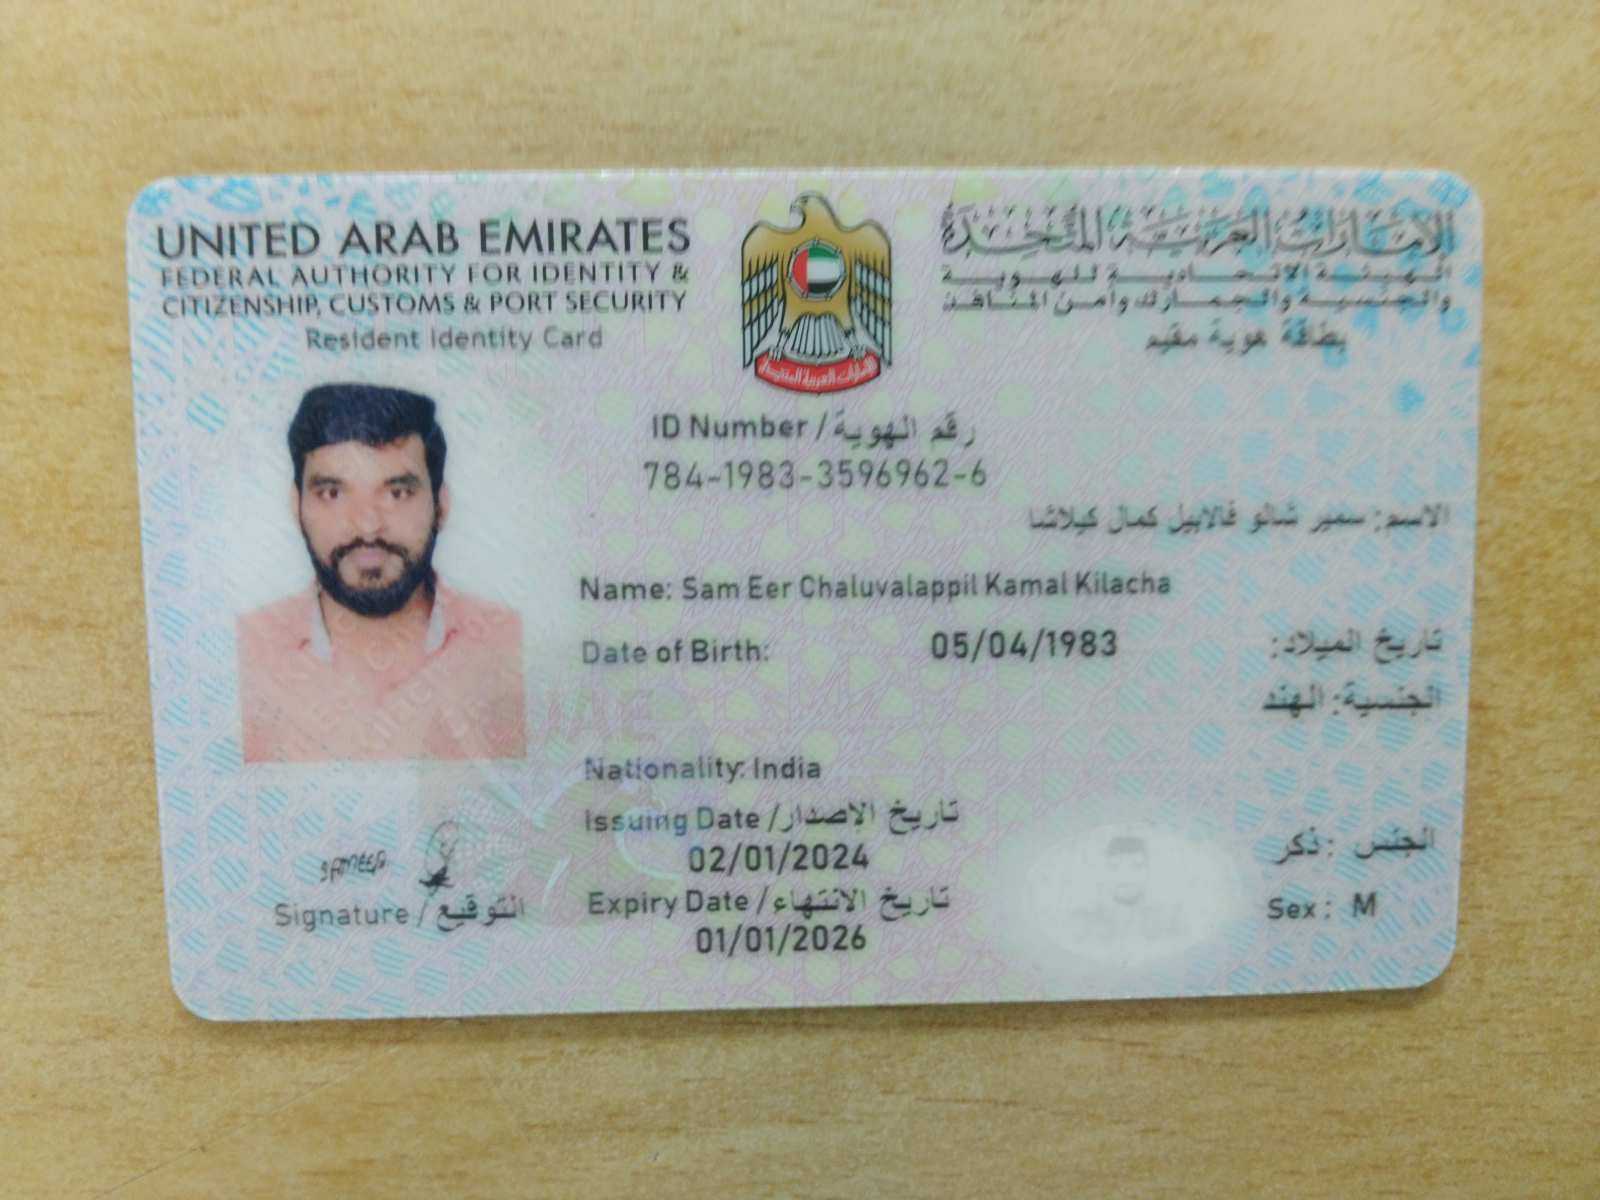 UNITED ARAB EMIRATES
FEDERAL AUTHORITY FOR IDENTITY &
CITIZENSHIP, CUSTOMS & PORT SECURITY
Resident Identity Card
الإمارات العربية المتحدة
الهيئة الاتحادية للهوية
والجنسية والجمارك وأمن المنافذ
بطاقة هوية مقيم
الإمارات العربية المتحدة
ID Number / رقم الهوية
784-1983-3596962-6
الاسم: سمير شالو فالابيل كمال كيلاشا
Name: Sam Eer Chaluvalappil Kamal Kilacha
Date of Birth: 05/04/1983 تاريخ الميلاد:
الجنسية: الهند
Nationality: India
Issuing Date / تاريخ الإصدار
02/01/2024
Expiry Date / تاريخ الانتهاء
01/01/2026
الجنس : ذكر
Sex : M
SAMEER
Signature / التوقيع